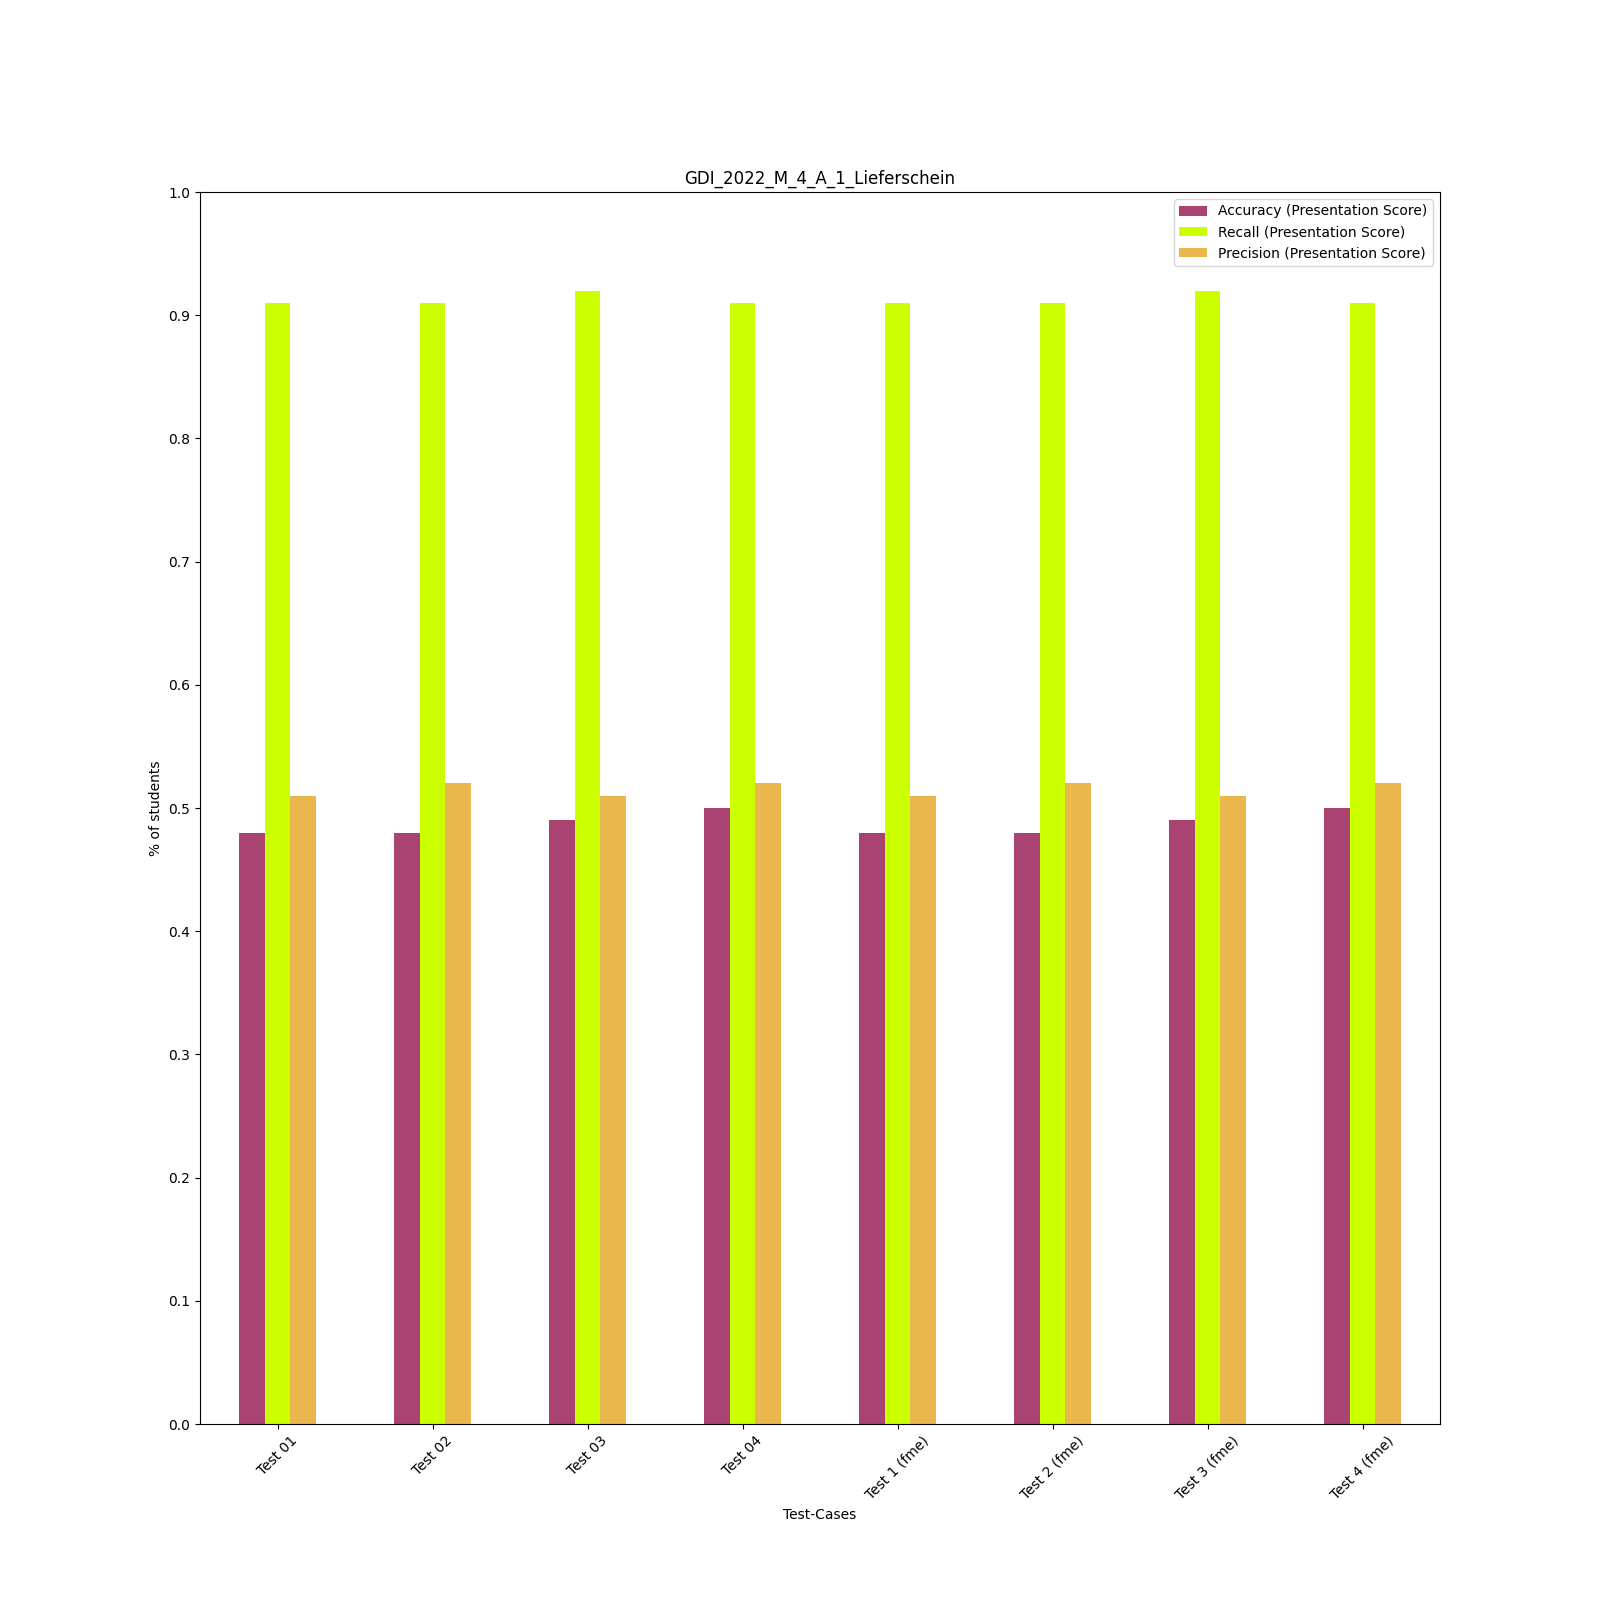 GDI_2022_M_4_A_1_Lieferschein
Accuracy (Presentation Score)
Recall (Presentation Score)
Precision (Presentation Score)
% of students
1.0
0.9
0.8
0.7
0.6
0.5
0.4
0.3
0.2
0.1
0.0
Test 01
Test 02
Test 03
Test 04
Test 1 (fme)
Test 2 (fme)
Test 3 (fme)
Test 4 (fme)
Test-Cases